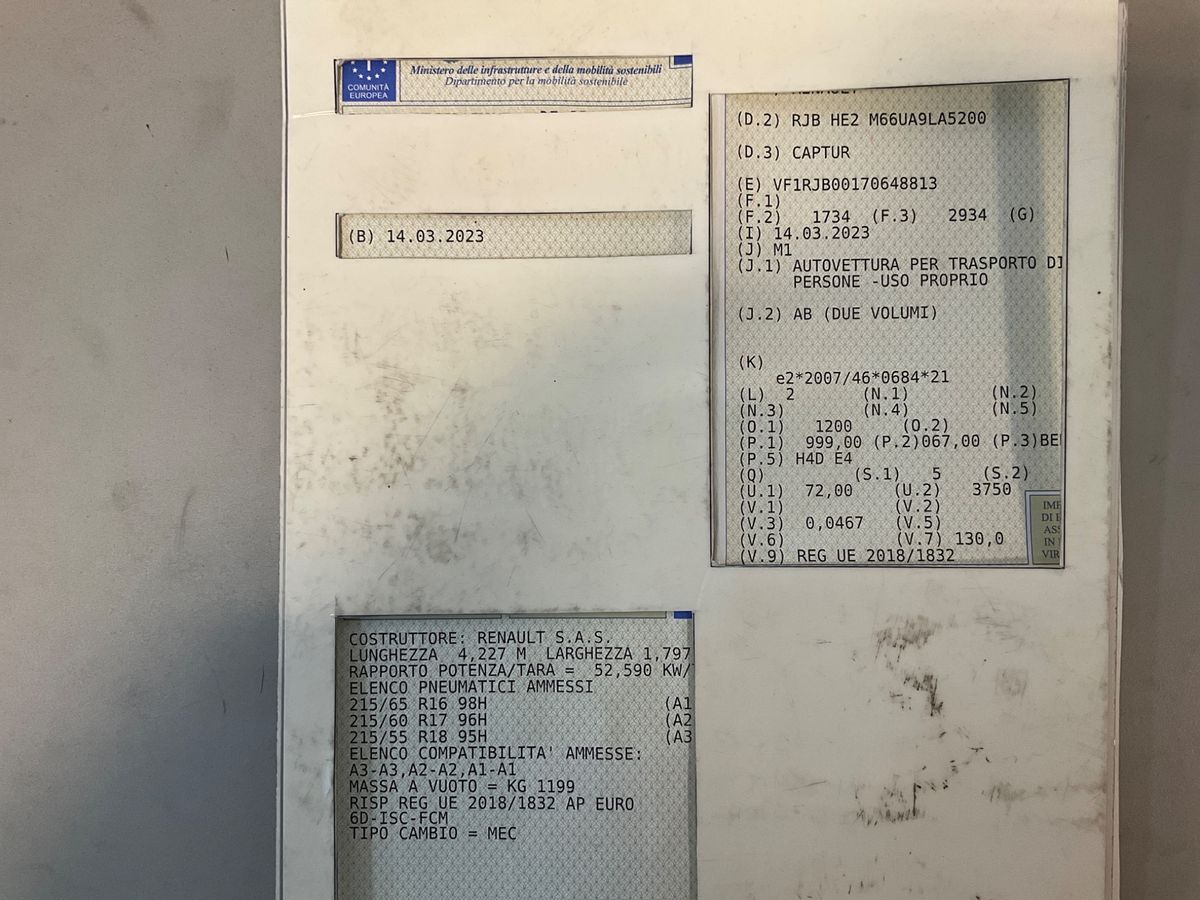 COMUNITÀ
EUROPEA
Ministero delle infrastrutture e della mobilità sostenibili
Dipartimento per la mobilità sostenibile
(B) 14.03.2023
(D.2) RJB HE2 M66UA9LA5200
(D.3) CAPTUR
(E) VF1RJB00170648813
(F.1)
(F.2) 1734 (F.3) 2934 (G)
(I) 14.03.2023
(J) M1
(J.1) AUTOVETTURA PER TRASPORTO DI
PERSONE -USO PROPRIO
(J.2) AB (DUE VOLUMI)
(K)
e2*2007/46*0684*21
(L) 2 (N.1) (N.2)
(N.3) (N.4) (N.5)
(O.1) 1200 (O.2)
(P.1) 999,00 (P.2)067,00 (P.3)BE
(P.5) H4D E4
(Q) (S.1) 5 (S.2)
(U.1) 72,00 (U.2) 3750
(V.1) (V.2)
(V.3) 0,0467 (V.5)
(V.6) (V.7) 130,0
(V.9) REG UE 2018/1832
DI
IN
VIR
COSTRUTTORE: RENAULT S.A.S.
LUNGHEZZA 4,227 M LARGHEZZA 1,797
RAPPORTO POTENZA/TARA = 52,590 KW/
ELENCO PNEUMATICI AMMESSI
215/65 R16 98H (A1
215/60 R17 96H (A2
215/55 R18 95H (A3
ELENCO COMPATIBILITA' AMMESSE:
A3-A3,A2-A2,A1-A1
MASSA A VUOTO = KG 1199
RISP REG UE 2018/1832 AP EURO
6D-ISC-FCM
TIPO CAMBIO = MEC